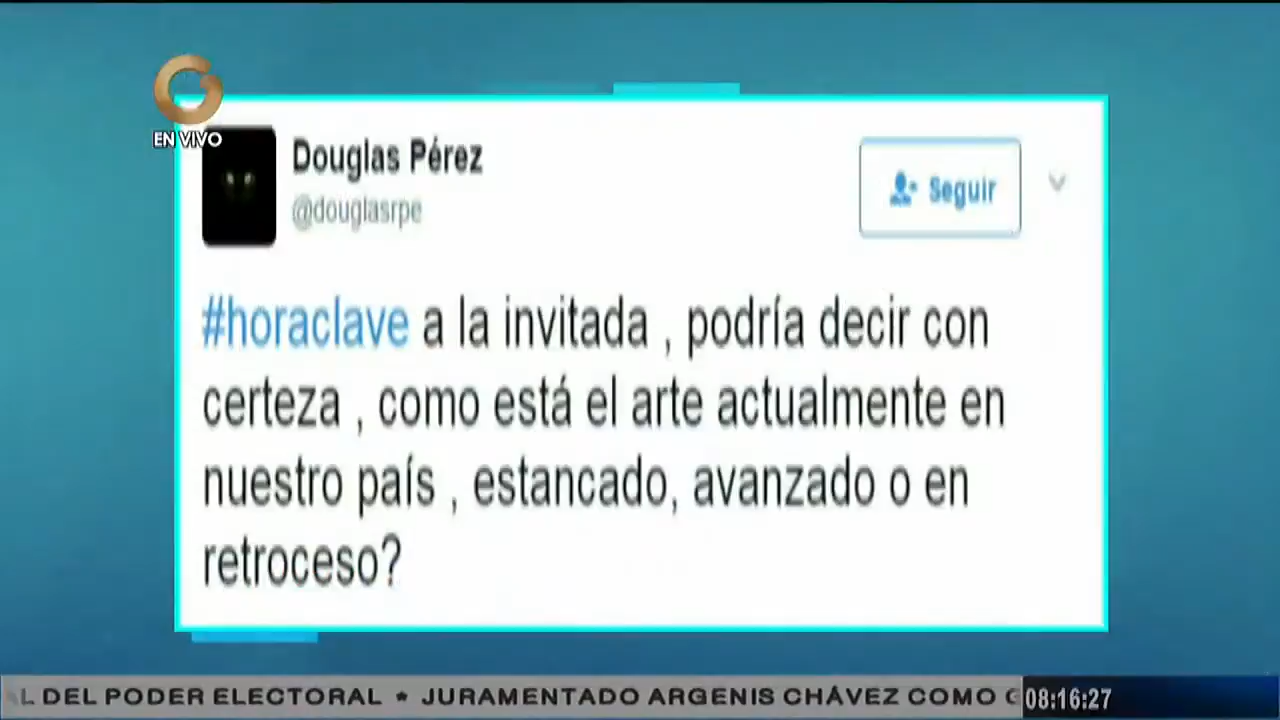 EN VIVO
Douglas Pérez
@douglasrpe
Seguir
#horaclave a la invitada , podría decir con
certeza , como está el arte actualmente en
nuestro país , estancado, avanzado o en
retroceso?
DEL PODER ELECTORAL * JURAMENTADO ARGENIS CHÁVEZ COMO
08:16:27